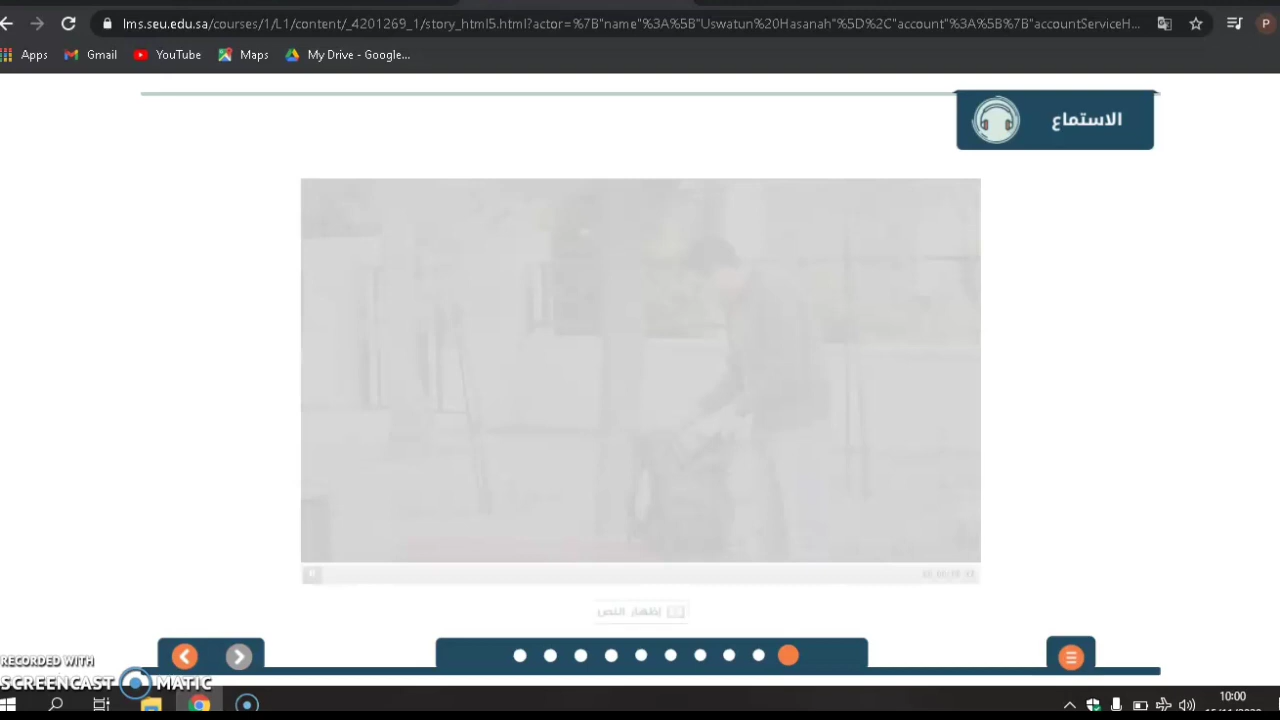 lms.seu.edu.sa/courses/1/L1/content/_4201269_1/story_html5.html?actor=%7B"name"%3A%5B"Uswatun%20Hasanah"%5D%2C"account"%3A%5B%7B"accountServiceH...
P
Apps Gmail YouTube Maps My Drive - Google...
الاستماع
إظهار النص
RECORDED WITH
SCREENCAST MATIC
10:00